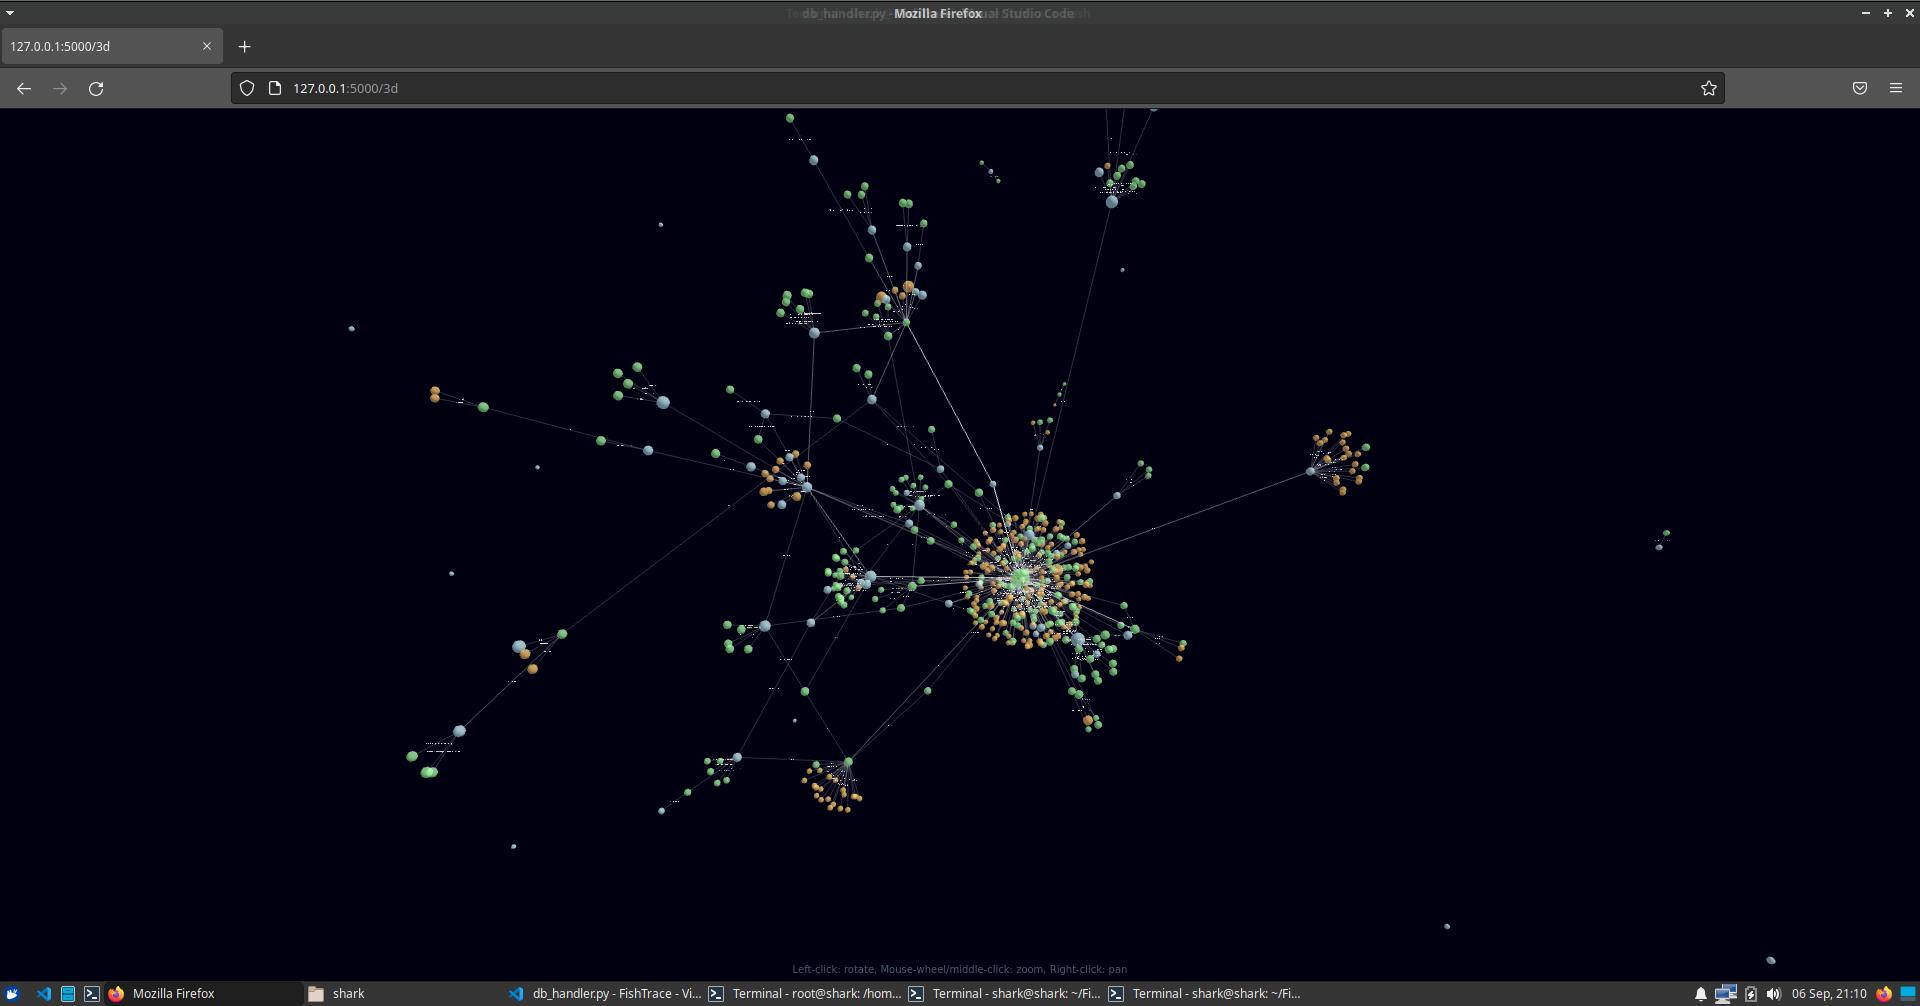 Mozilla Firefox
127.0.0.1:5000/3d
127.0.0.1:5000/3d
Left-click: rotate, Mouse-wheel/middle-click: zoom, Right-click: pan
Mozilla Firefox
shark
db_handler.py - FishTrace - Vi...
Terminal - root@shark: /hom...
Terminal - shark@shark: ~/Fi...
Terminal - shark@shark: ~/Fi...
06 Sep, 21:10